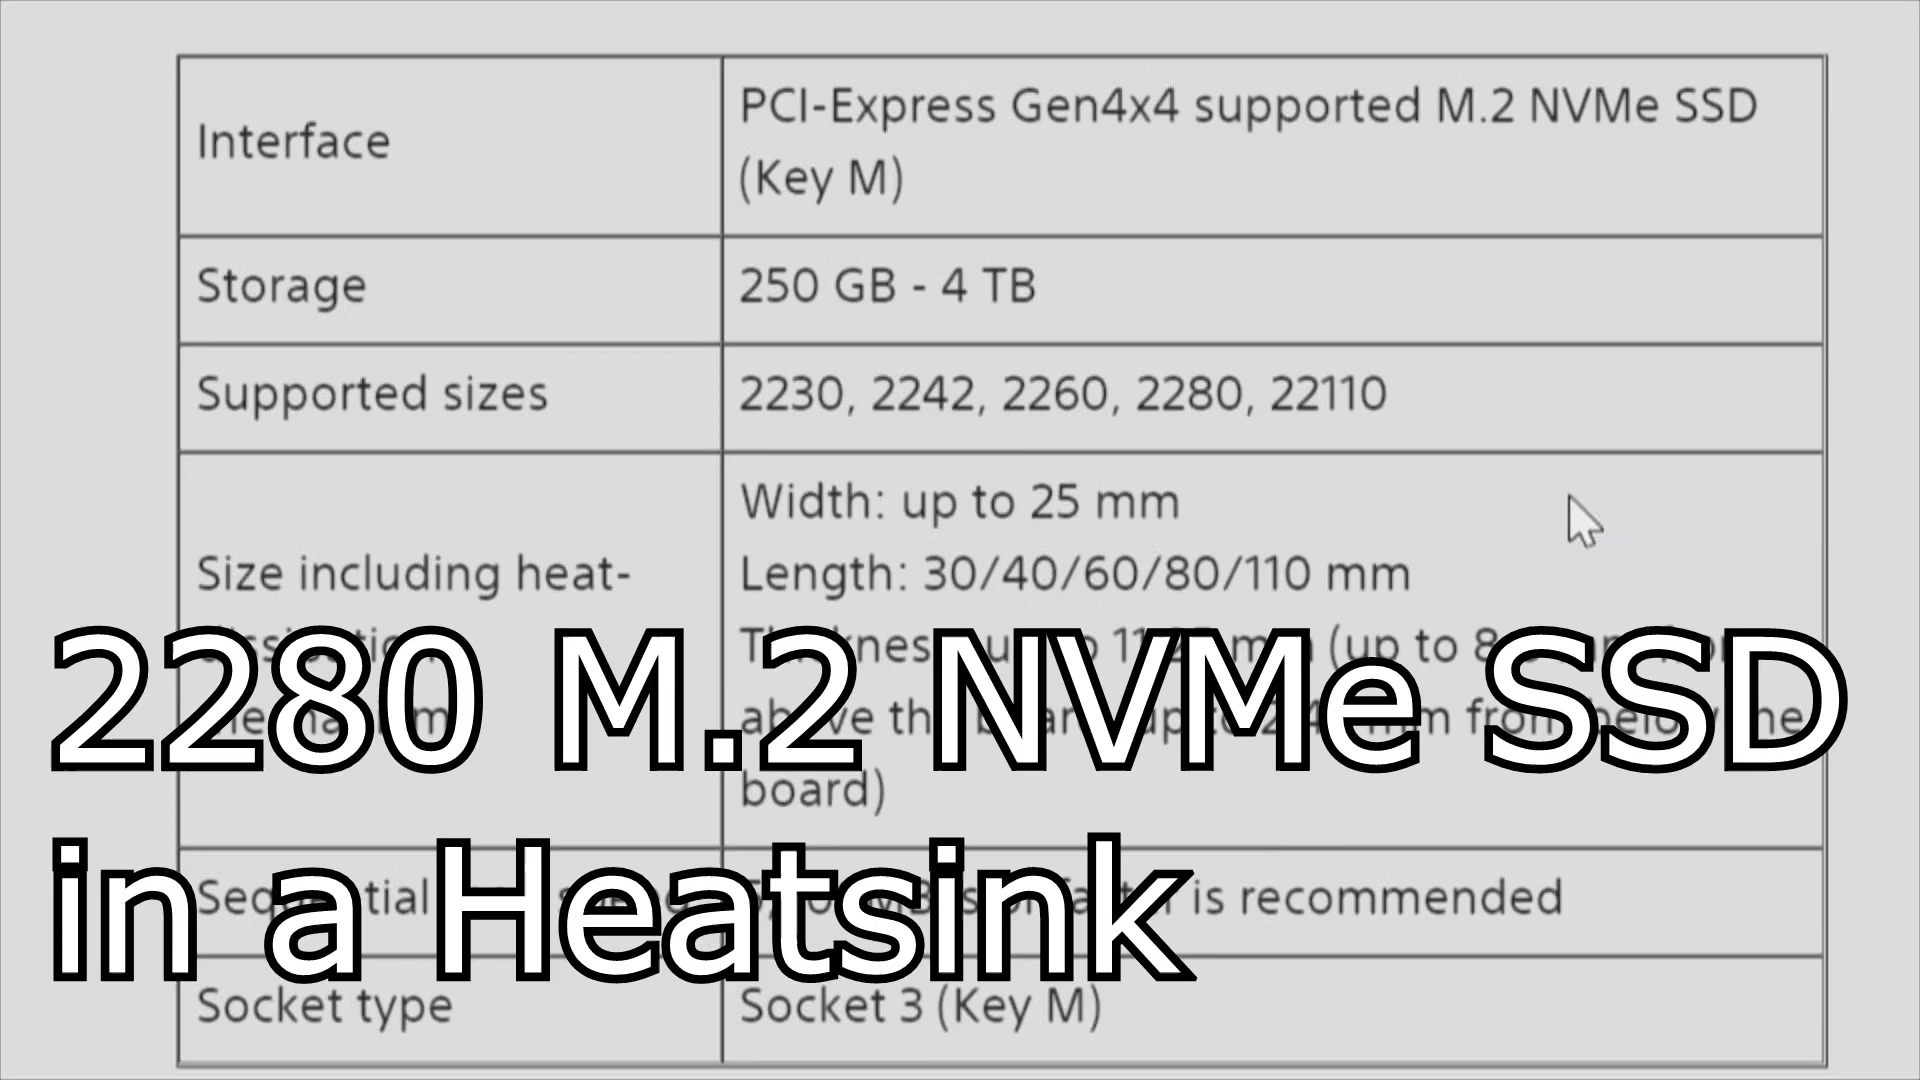 Interface
PCI-Express Gen4x4 supported M.2 NVMe SSD
(Key M)
Storage
250 GB - 4 TB
Supported sizes
2230, 2242, 2260, 2280, 22110
Size including heat-
Width: up to 25 mm
Length: 30/40/60/80/110 mm
(up to
board)
is recommended
Socket type
Socket 3 (Key M)
2280 M.2 NVMe SSD
in a Heatsink